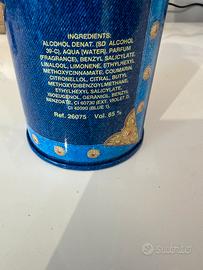 INGREDIENTS:
ALCOHOL DENAT. (SD ALCOHOL
39-C), AQUA (WATER), PARFUM
(FRAGRANCE), BENZYL SALICYLATE,
LINALOOL, LIMONENE, ETHYLHEXYL
METHOXYCINNAMATE, COUMARIN,
CITRONELLOL, CITRAL, BUTYL
METHOXYDIBENZOYLMETHANE,
ETHYLHEXYL SALICYLATE,
ISOEUGENOL, GERANIOL, BENZYL
BENZOATE, CI 60730 (EXT. VIOLET 2),
CI 42090 (BLUE 1).
Ref. 26075 Vol. 85 %
subito.it